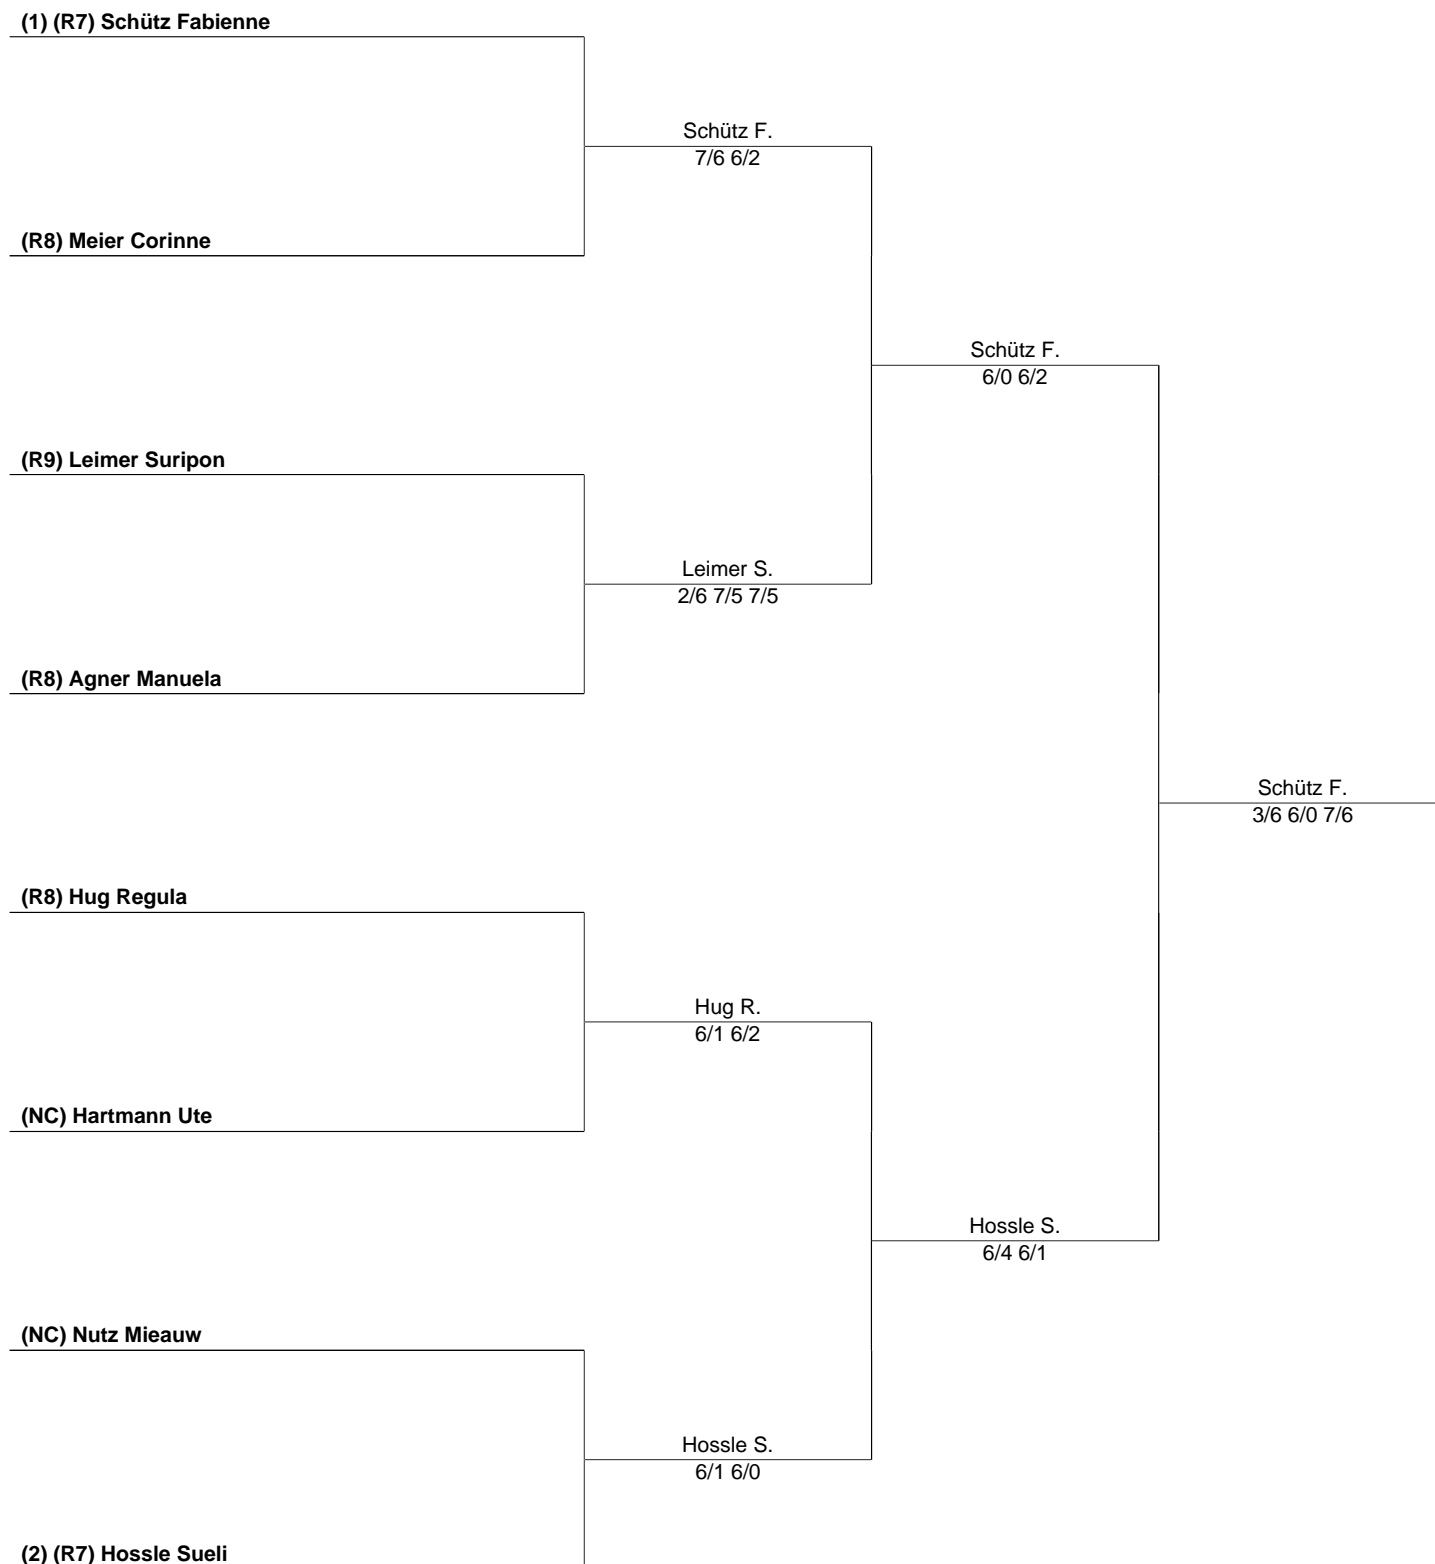 (1) (R7) Schütz Fabienne
Schütz F.
7/6 6/2
(R8) Meier Corinne
Schütz F.
6/0 6/2
(R9) Leimer Suripon
Leimer S.
2/6 7/5 7/5
(R8) Agner Manuela
Schütz F.
3/6 6/0 7/6
(R8) Hug Regula
Hug R.
6/1 6/2
(NC) Hartmann Ute
Hossle S.
6/4 6/1
(NC) Nutz Mieauw
Hossle S.
6/1 6/0
(2) (R7) Hossle Sueli